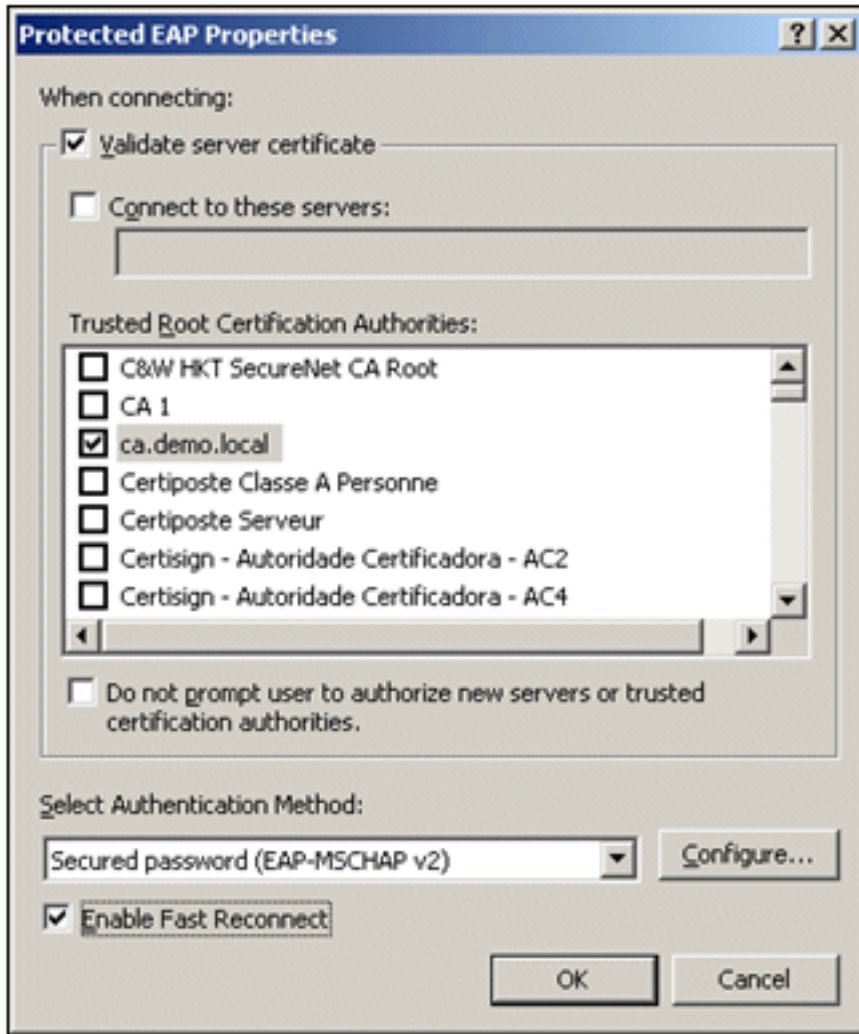 Protected EAP Properties
When connecting:
Validate server certificate
Connect to these servers:
Trusted Root Certification Authorities:
C&W HKT SecureNet CA Root
CA 1
ca.demo.local
Certiposte Classe A Personne
Certiposte Serveur
Certisign - Autoridade Certificadora - AC2
Certisign - Autoridade Certificadora - AC4
Do not prompt user to authorize new servers or trusted
certification authorities.
Select Authentication Method:
Secured password (EAP-MSCHAP v2)
Configure...
Enable Fast Reconnect
OK
Cancel